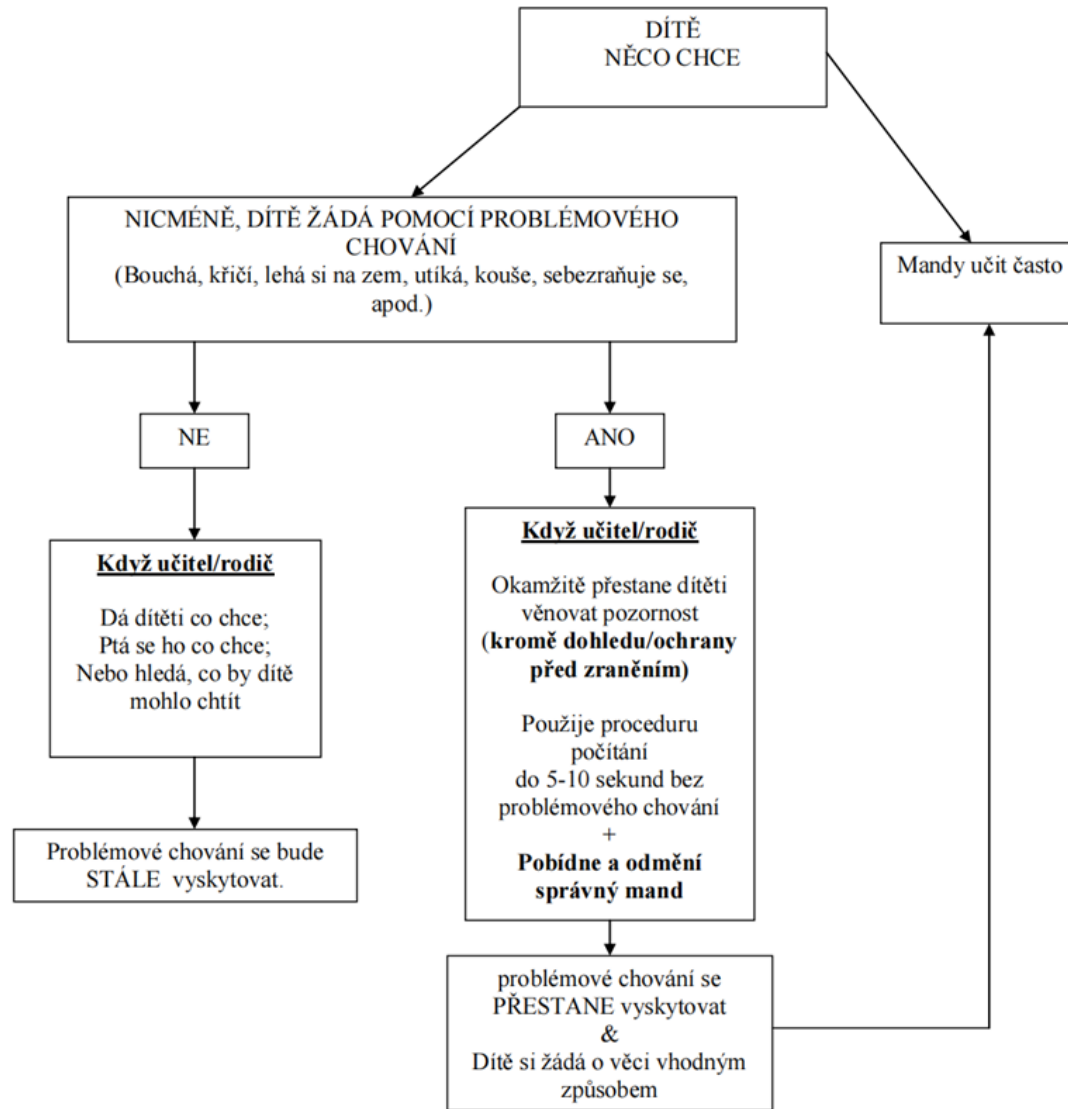 DÍTĚ
NĚCO CHCE
NICMÉNĚ, DÍTĚ ŽÁDÁ POMOCÍ PROBLÉMOVÉHO
CHOVÁNÍ
(Bouchá, křičí, lehá si na zem, utíká, kouše, sebezraňuje se,
apod.)
Mandy učit často
NE
ANO
Když učitel/rodič
Dá dítěti co chce;
Ptá se ho co chce;
Nebo hledá, co by dítě
mohlo chtít
Problémové chování se bude
STÁLE vyskytovat.
Když učitel/rodič
Okamžitě přestane dítěti
věnovat pozornost
(kromě dohledu/ochrany
před zraněním)
Použije proceduru
počítání
do 5-10 sekund bez
problémového chování
+
Pobídne a odmění
správný mand
problémové chování se
PŘESTANE vyskytovat
&
Dítě si žádá o věci vhodným
způsobem